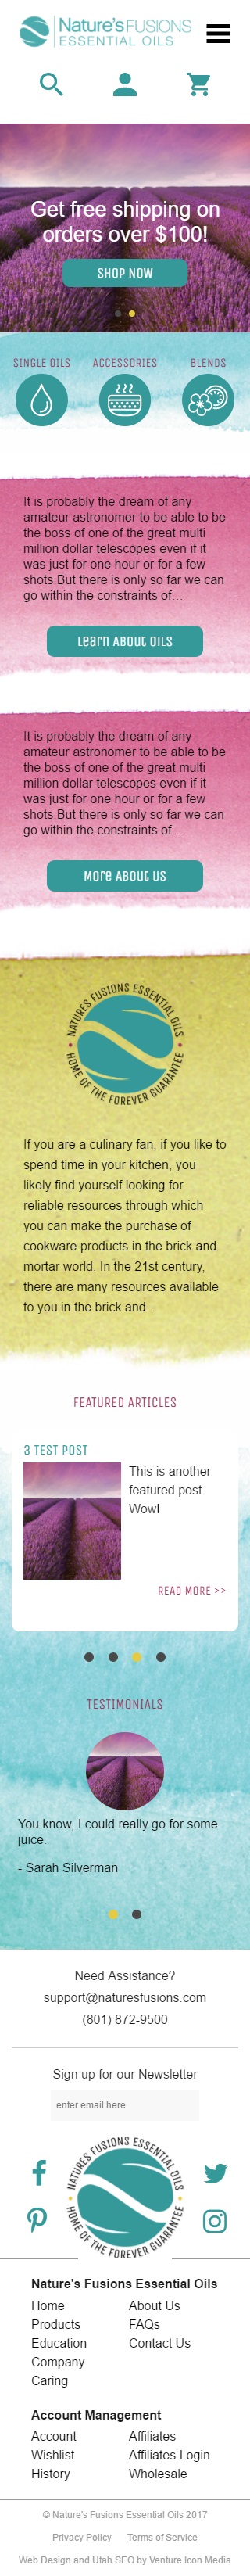 Nature's FUSIONS
ESSENTIAL OILS
Get free shipping on
orders over $100!
SHOP NOW
SINGLE OILS
ACCESSORIES
BLENDS
It is probably the dream of any
amateur astronomer to be able to be
the boss of one of the great multi
million dollar telescopes even if it
was just for one hour or for a few
shots.But there is only so far we can
go within the constraints of…
Learn About Oils
It is probably the dream of any
amateur astronomer to be able to be
the boss of one of the great multi
million dollar telescopes even if it
was just for one hour or for a few
shots.But there is only so far we can
go within the constraints of…
More About Us
NATURES FUSIONS ESSENTIAL OILS
HOME OF THE FOREVER GUARANTEE
If you are a culinary fan, if you like to
spend time in your kitchen, you
likely find yourself looking for
reliable resources through which
you can make the purchase of
cookware products in the brick and
mortar world. In the 21st century,
there are many resources available
to you in the brick and…
FEATURED ARTICLES
3 TEST POST
This is another
featured post.
Wow!
READ MORE >>
TESTIMONIALS
You know, I could really go for some
juice.
- Sarah Silverman
Need Assistance?
support@naturesfusions.com
(801) 872-9500
Sign up for our Newsletter
enter email here
NATURES FUSIONS ESSENTIAL OILS
HOME OF THE FOREVER GUARANTEE
Nature's Fusions Essential Oils
Home
Products
Education
Company
Caring
About Us
FAQs
Contact Us
Account Management
Account
Wishlist
History
Affiliates
Affiliates Login
Wholesale
© Nature's Fusions Essential Oils 2017
Privacy Policy Terms of Service
Web Design and Utah SEO by Venture Icon Media